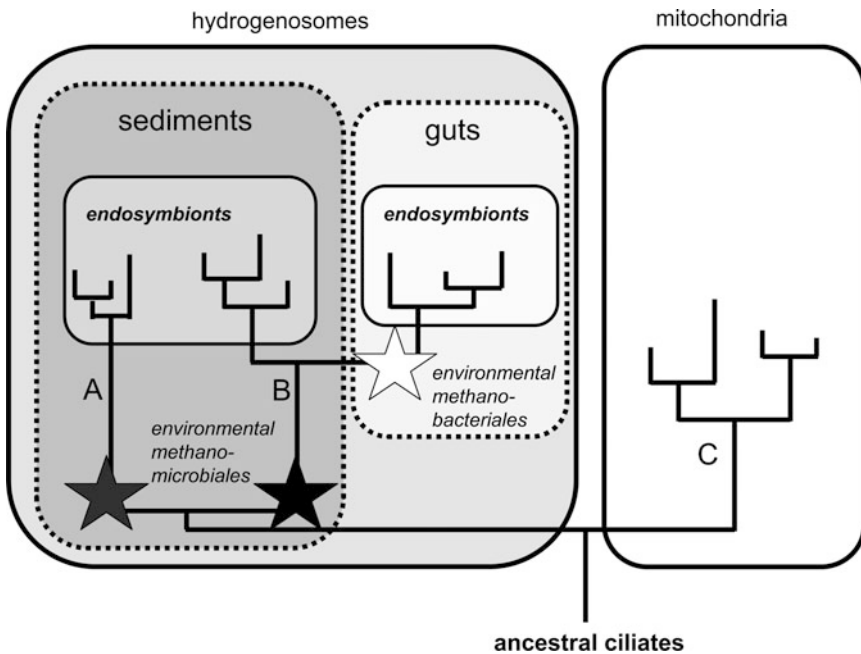 hydrogenosomes
mitochondria
sediments
guts
endosymbionts
endosymbionts
A
B
environmental
methano-
bacteriales
environmental
methano-
microbiales
C
ancestral ciliates